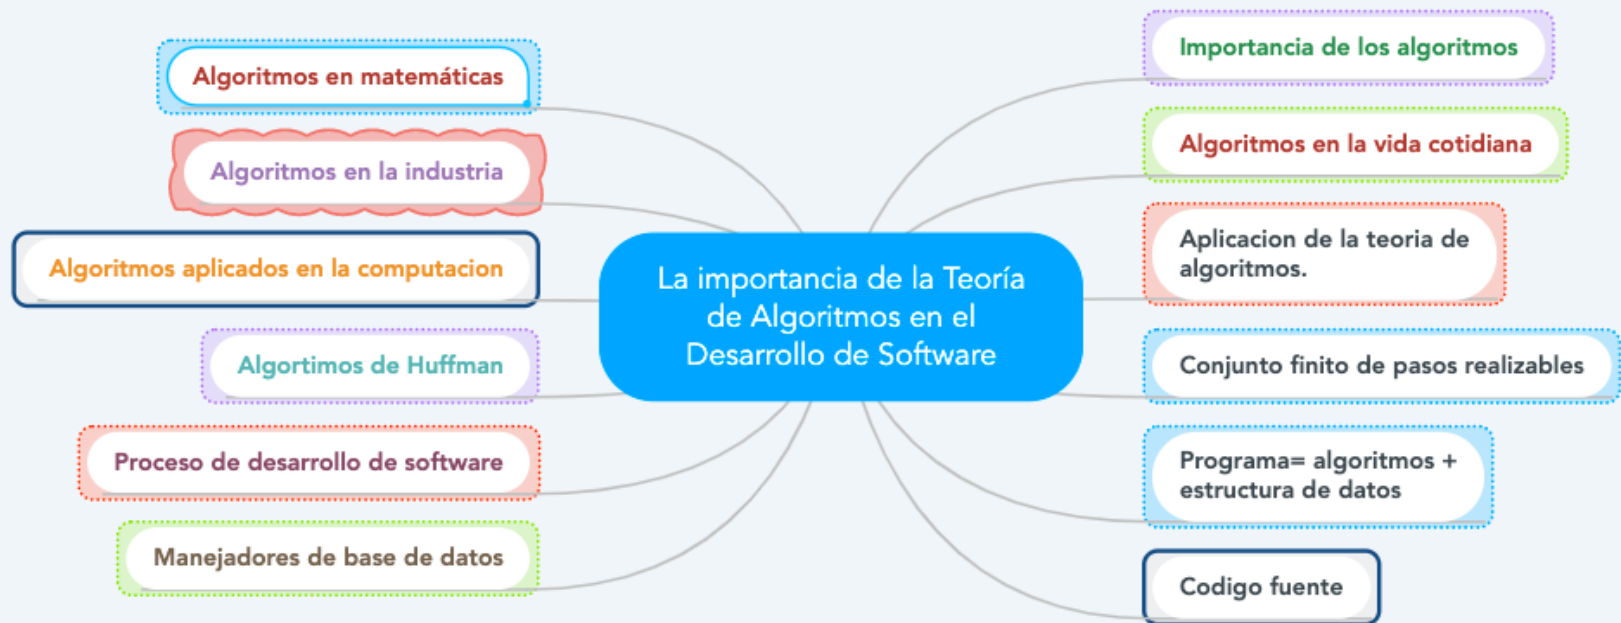 Algoritmos en matemáticas
Algoritmos en la industria
Algoritmos aplicados en la computacion
Algortimos de Huffman
Proceso de desarrollo de software
Manejadores de base de datos
La importancia de la Teoría
de Algoritmos en el
Desarrollo de Software
Importancia de los algoritmos
Algoritmos en la vida cotidiana
Aplicacion de la teoria de
algoritmos.
Conjunto finito de pasos realizables
Programa= algoritmos +
estructura de datos
Codigo fuente